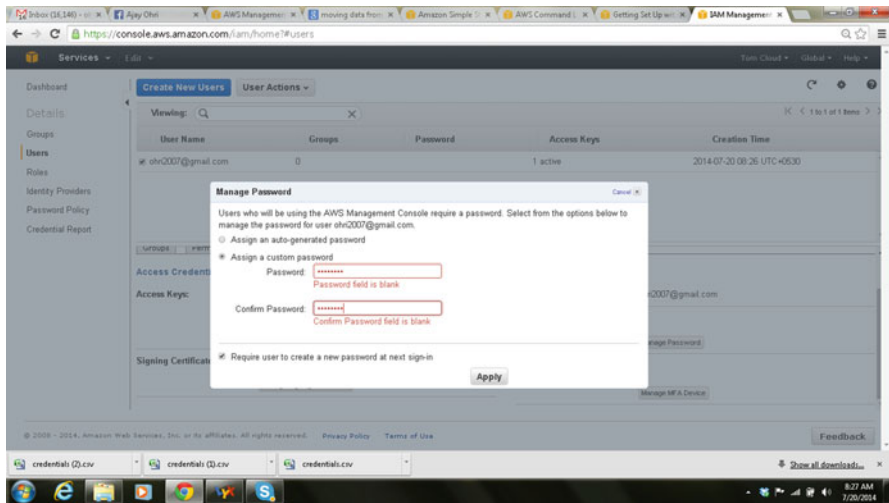 Inbox (16,146) - o
Ajay Ohri
AWS Managemen
moving data from
Amazon Simple S
AWS Command L
Getting Set Up wi
IAM Managemen
https://console.aws.amazon.com/iam/home?#users
Services
Edit
Tom Cloud
Global
Help
Dashboard
Create New Users
User Actions
Details
Viewing:
1 to 1 of 1 Items
Groups
User Name
Groups
Password
Access Keys
Creation Time
Users
ohri2007@gmail.com
0
1 active
2014-07-20 08:26 UTC+0530
Roles
Identity Providers
Password Policy
Credential Report
Manage Password
Cancel
Users who will be using the AWS Management Console require a password. Select from the options below to
manage the password for user ohri2007@gmail.com.
Assign an auto-generated password
Assign a custom password
Password:
Password field is blank
Confirm Password:
Confirm Password field is blank
Require user to create a new password at next sign-in
Apply
Groups
Perm
Access Credenti
Access Keys:
2007@gmail.com
anage Password
Signing Certificat
Manage MFA Device
© 2008 - 2014, Amazon Web Services, Inc. or its affiliates. All rights reserved.
Privacy Policy
Terms of Use
Feedback
credentials (2).csv
credentials (1).csv
credentials.csv
Show all downloads...
8:27 AM
7/20/2014